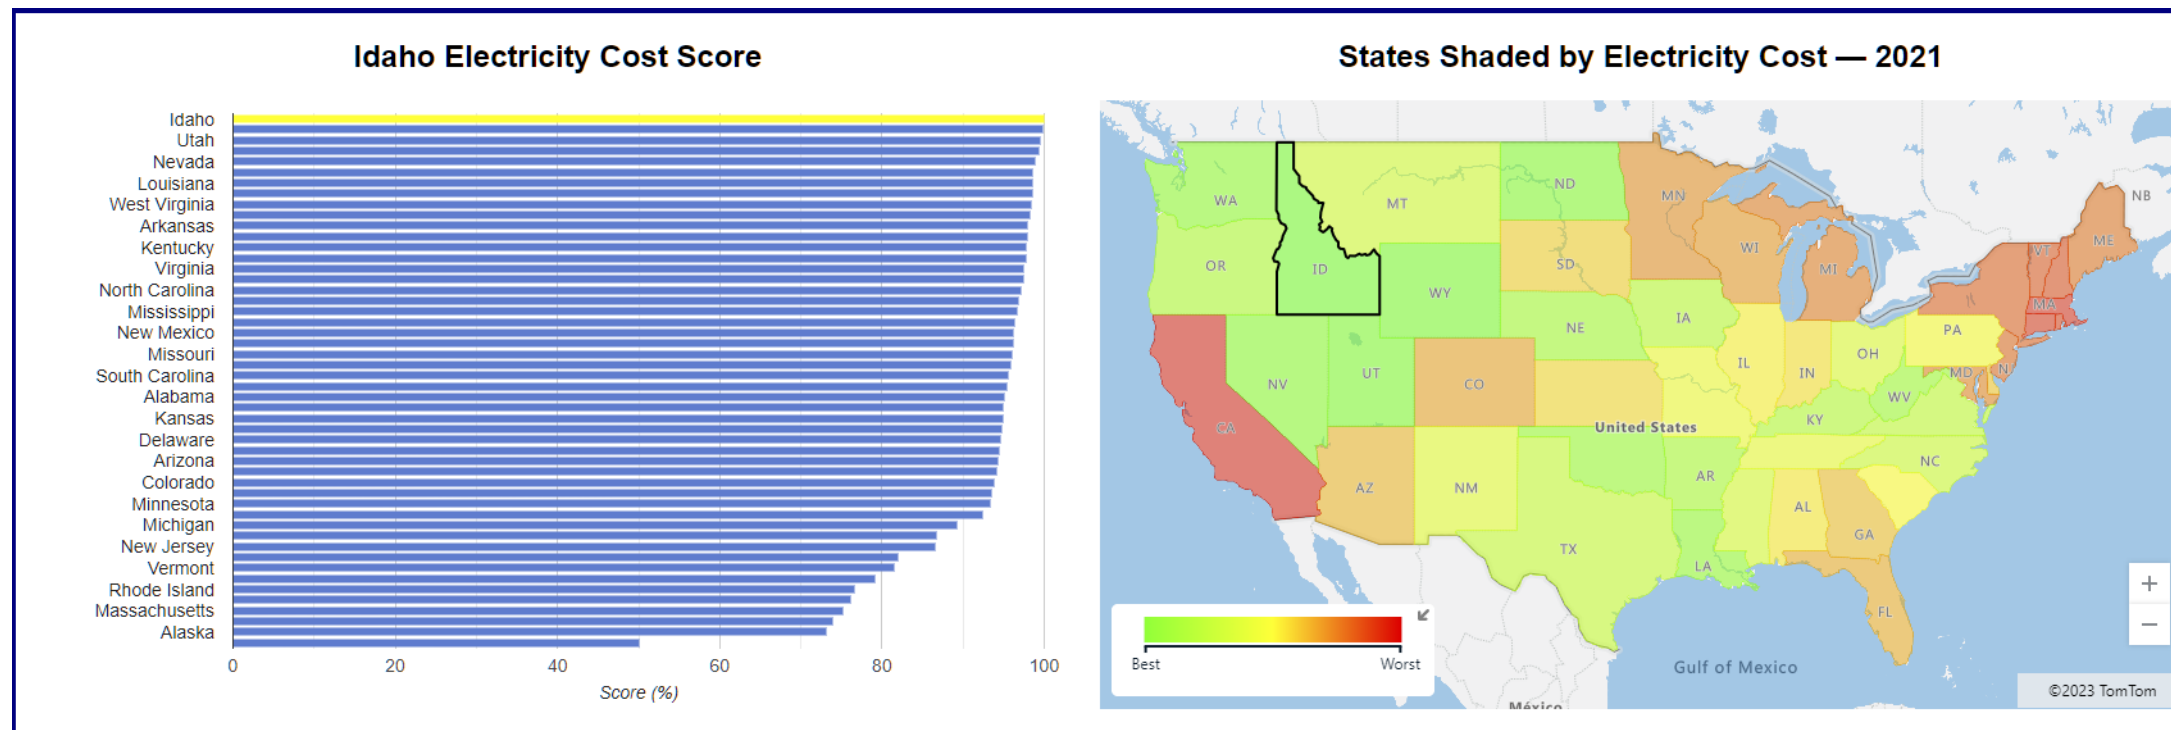 Idaho Electricity Cost Score
Idaho
Utah
Nevada
Louisiana
West Virginia
Arkansas
Kentucky
Virginia
North Carolina
Mississippi
New Mexico
Missouri
South Carolina
Alabama
Kansas
Delaware
Arizona
Colorado
Minnesota
Michigan
New Jersey
Vermont
Rhode Island
Massachusetts
Alaska
0 20 40 60 80 100
Score (%)
States Shaded by Electricity Cost — 2021
NB
WA MT ND MN
OR ID WY SD WI MI VT ME
NE IA MA
NV UT CO IL IN OH PA
MD N
WV
KY
United States
CA
AZ NM AR NC
TX LA AL GA
FL
Gulf of Mexico
México
Best Worst
+
−
©2023 TomTom